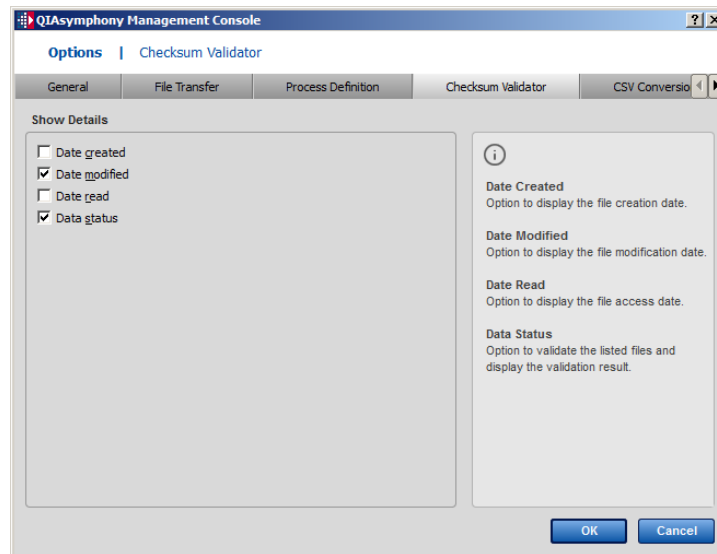 QIAsymphony Management Console
Options | Checksum Validator
General
File Transfer
Process Definition
Checksum Validator
CSV Conversio
Show Details
Date created
Date modified
Date read
Data status
Date Created
Option to display the file creation date.
Date Modified
Option to display the file modification date.
Date Read
Option to display the file access date.
Data Status
Option to validate the listed files and
display the validation result.
OK
Cancel